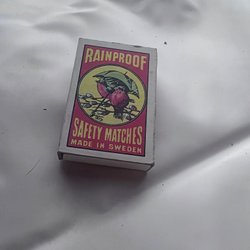 RAINPROOF
SAFETY MATCHES
MADE IN SWEDEN